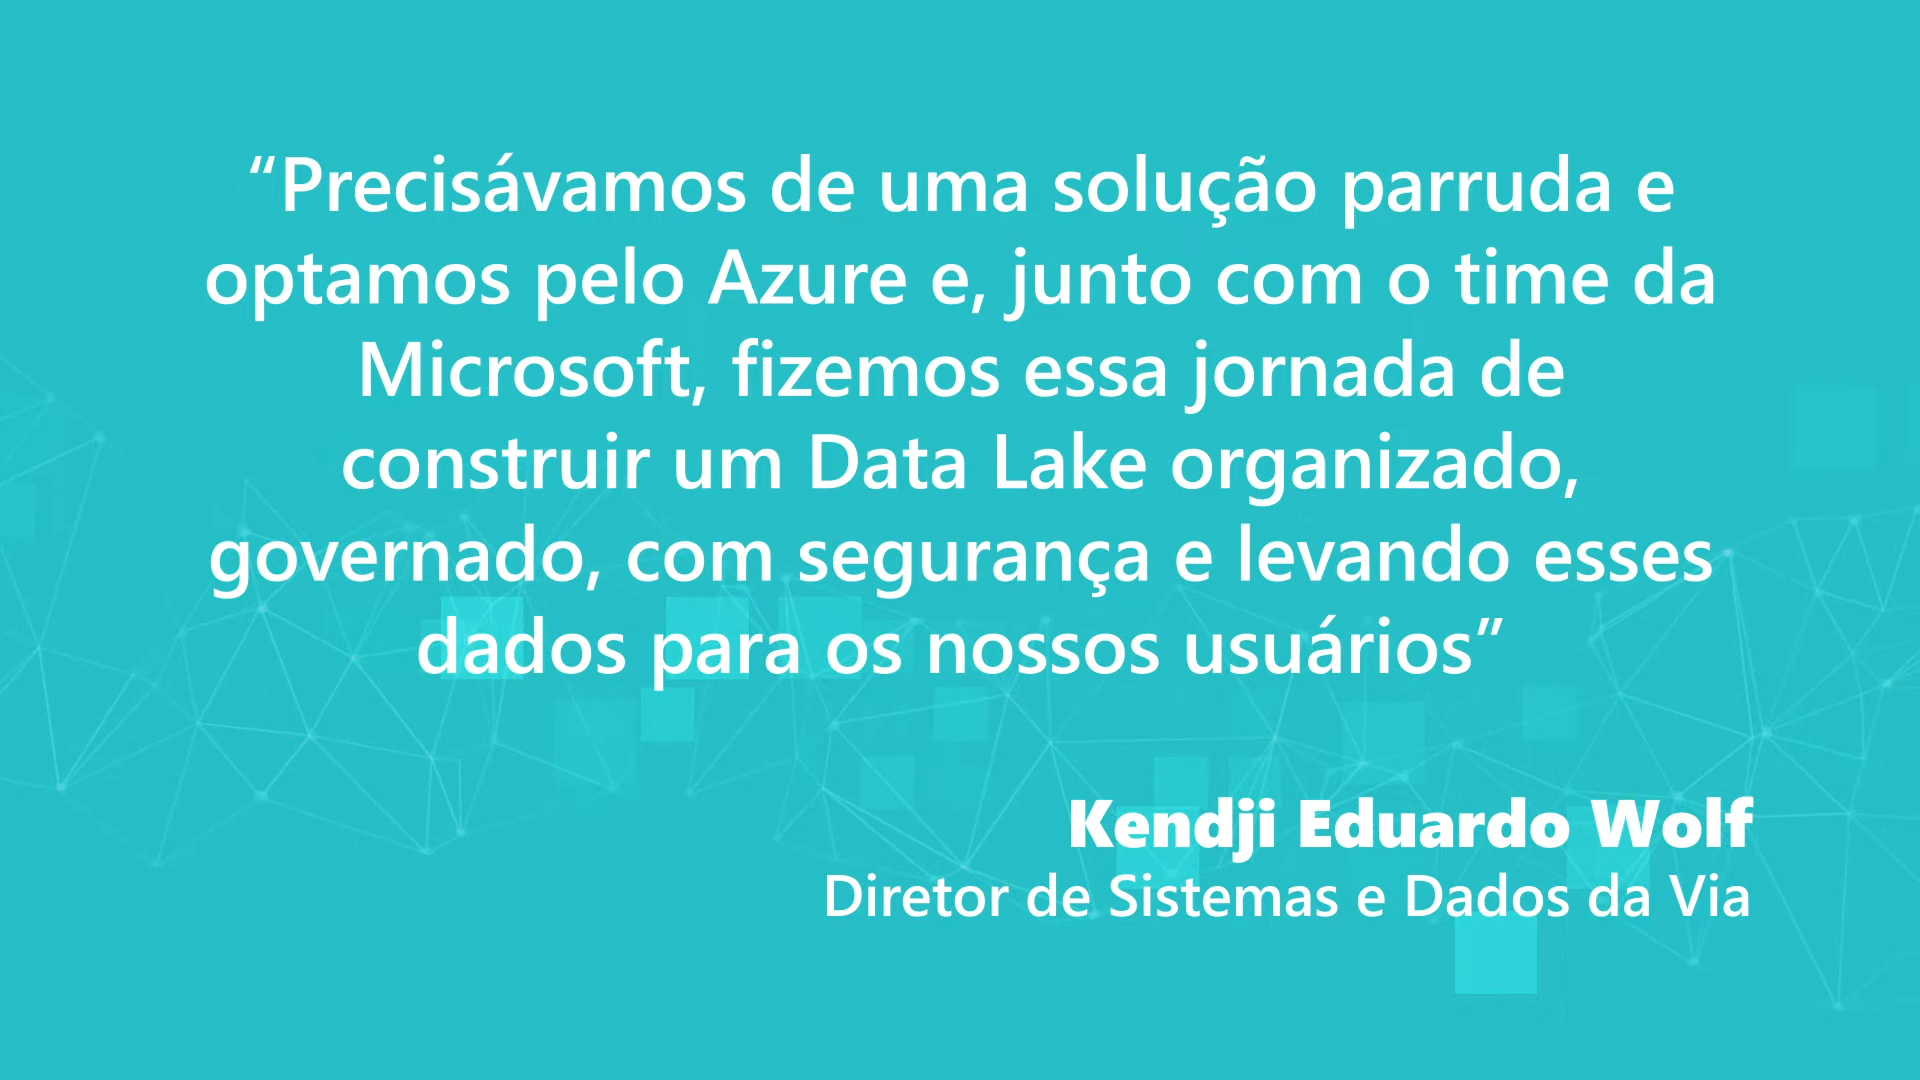 “Precisávamos de uma solução parruda e
optamos pelo Azure e, junto com o time da
Microsoft, fizemos essa jornada de
construir um Data Lake organizado,
governado, com segurança e levando esses
dados para os nossos usuários”
Kendji Eduardo Wolf
Diretor de Sistemas e Dados da Via